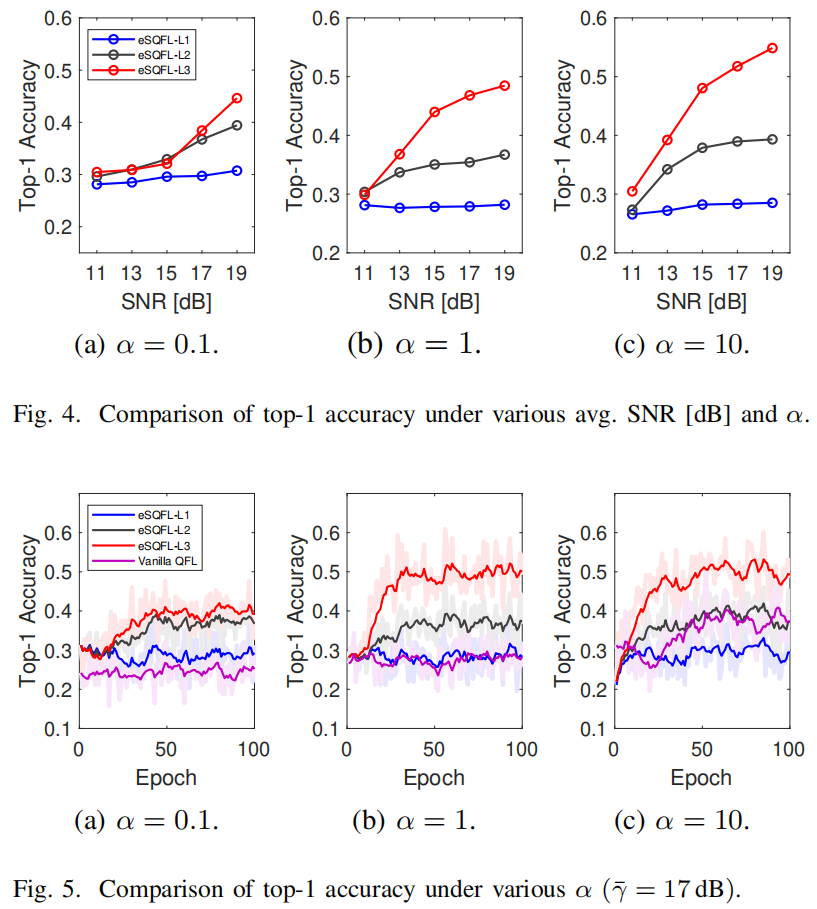 0.6
0.5
0.4
0.3
0.2
Top-1 Accuracy
eSQFL-L1
eSQFL-L2
eSQFL-L3
11 13 15 17 19
SNR [dB]
(a) α = 0.1.
0.6
0.5
0.4
0.3
0.2
Top-1 Accuracy
11 13 15 17 19
SNR [dB]
(b) α = 1.
0.6
0.5
0.4
0.3
0.2
Top-1 Accuracy
11 13 15 17 19
SNR [dB]
(c) α = 10.
Fig. 4. Comparison of top-1 accuracy under various avg. SNR [dB] and α.
0.6
0.5
0.4
0.3
0.2
0.1
Top-1 Accuracy
eSQFL-L1
eSQFL-L2
eSQFL-L3
Vanilla QFL
0 50 100
Epoch
(a) α = 0.1.
0.6
0.5
0.4
0.3
0.2
0.1
Top-1 Accuracy
0 50 100
Epoch
(b) α = 1.
0.6
0.5
0.4
0.3
0.2
0.1
Top-1 Accuracy
0 50 100
Epoch
(c) α = 10.
Fig. 5. Comparison of top-1 accuracy under various α (γ̄ = 17 dB).